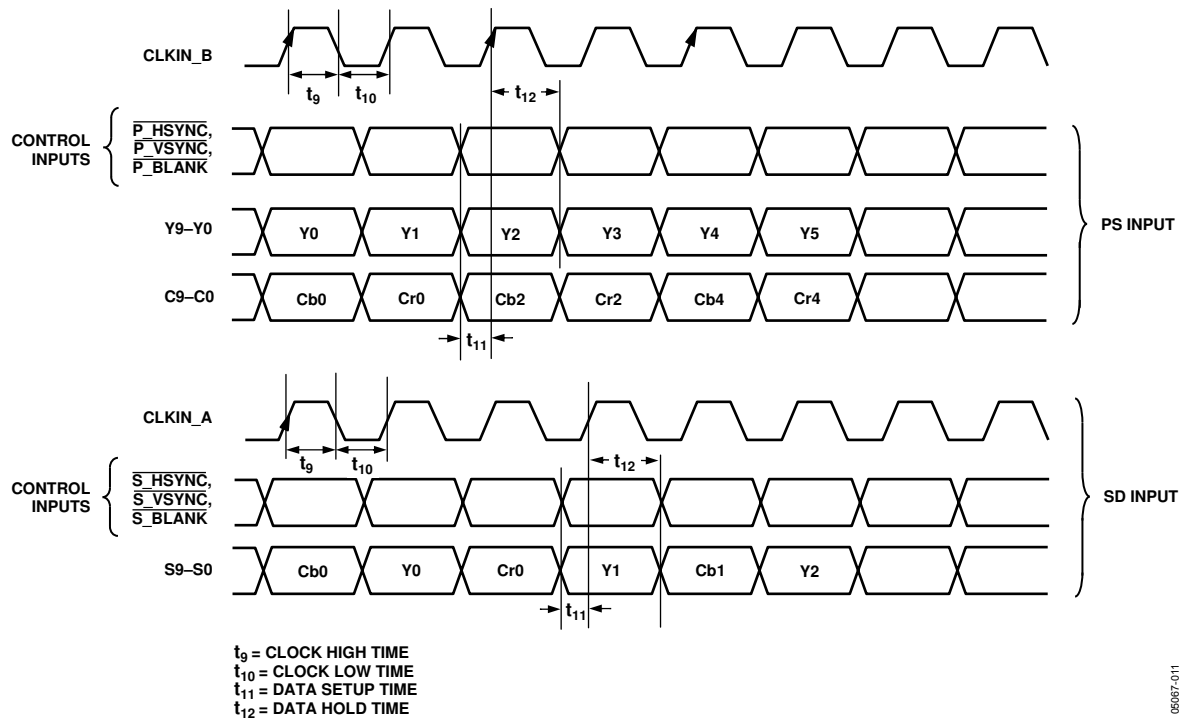 CLKIN_B
t9
t10
t12
CONTROL
INPUTS
P_HSYNC,
P_VSYNC,
P_BLANK
Y9–Y0
Y0 Y1 Y2 Y3 Y4 Y5
PS INPUT
C9–C0
Cb0 Cr0 Cb2 Cr2 Cb4 Cr4
t11
CLKIN_A
t9
t10
t12
CONTROL
INPUTS
S_HSYNC,
S_VSYNC,
S_BLANK
SD INPUT
S9–S0
Cb0 Y0 Cr0 Y1 Cb1 Y2
t11
t9 = CLOCK HIGH TIME
t10 = CLOCK LOW TIME
t11 = DATA SETUP TIME
t12 = DATA HOLD TIME
05067-011